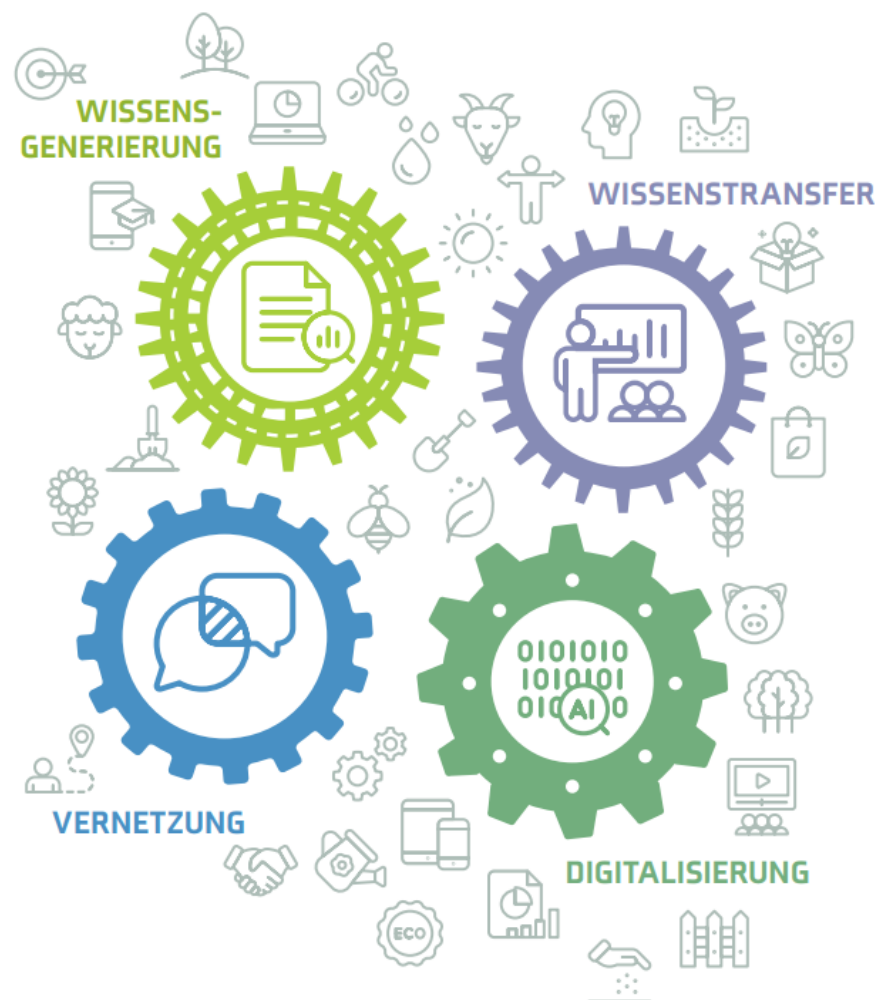 WISSENS-
GENERIERUNG
WISSENSTRANSFER
0101010
1010101
010
AI
0
VERNETZUNG
DIGITALISIERUNG
ECO